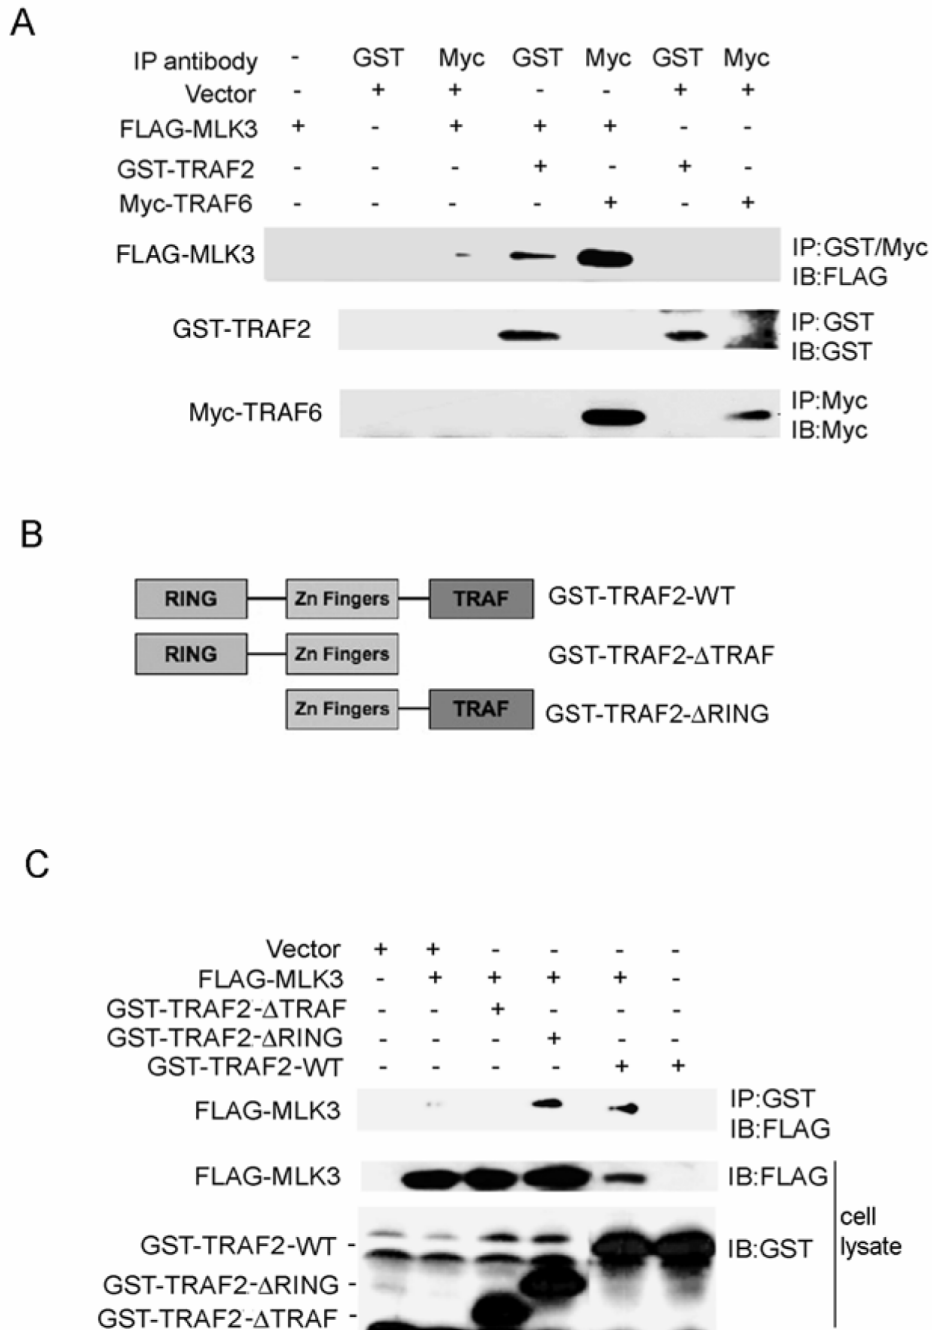 A
IP antibody - GST Myc GST Myc GST Myc
Vector - + + - - + +
FLAG-MLK3 + - + + + - -
GST-TRAF2 - - - + - + -
Myc-TRAF6 - - - - + - +
FLAG-MLK3 IP:GST/Myc
IB:FLAG
GST-TRAF2 IP:GST
IB:GST
Myc-TRAF6 IP:Myc
IB:Myc
B
RING Zn Fingers TRAF GST-TRAF2-WT
RING Zn Fingers GST-TRAF2-ΔTRAF
Zn Fingers TRAF GST-TRAF2-ΔRING
C
Vector + + - - - -
FLAG-MLK3 - + + + + -
GST-TRAF2-ΔTRAF - - + - - -
GST-TRAF2-ΔRING - - - + - -
GST-TRAF2-WT - - - - + +
FLAG-MLK3 IP:GST
IB:FLAG
FLAG-MLK3 IB:FLAG
GST-TRAF2-WT - IB:GST
cell
lysate
GST-TRAF2-ΔRING -
GST-TRAF2-ΔTRAF -